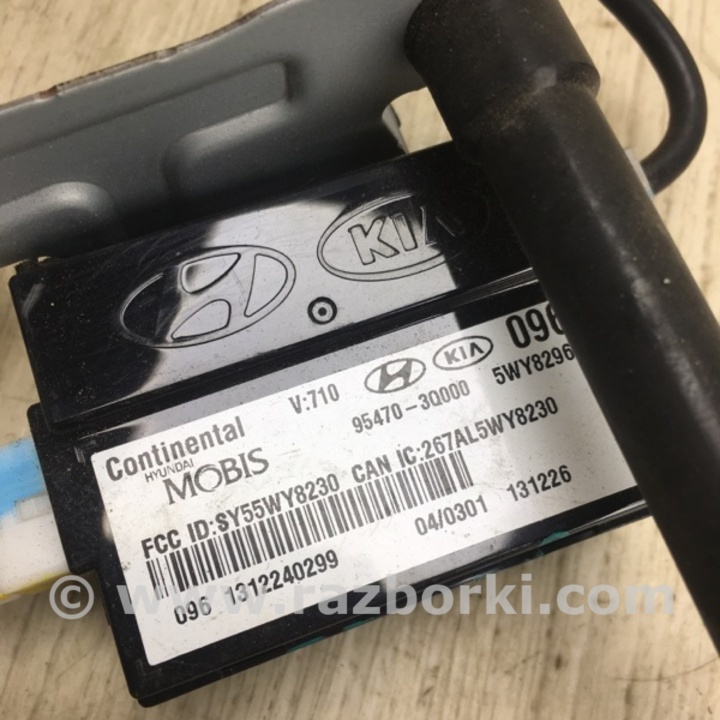 KIA
V:710 KIA 096
Continental 95470-3Q000 5WY8296
HYUNDAI
MOBIS
FCC ID:SY55WY8230 CAN IC:267AL5WY8230
04/0301 131226
096 1312240299
© www.razborki.com